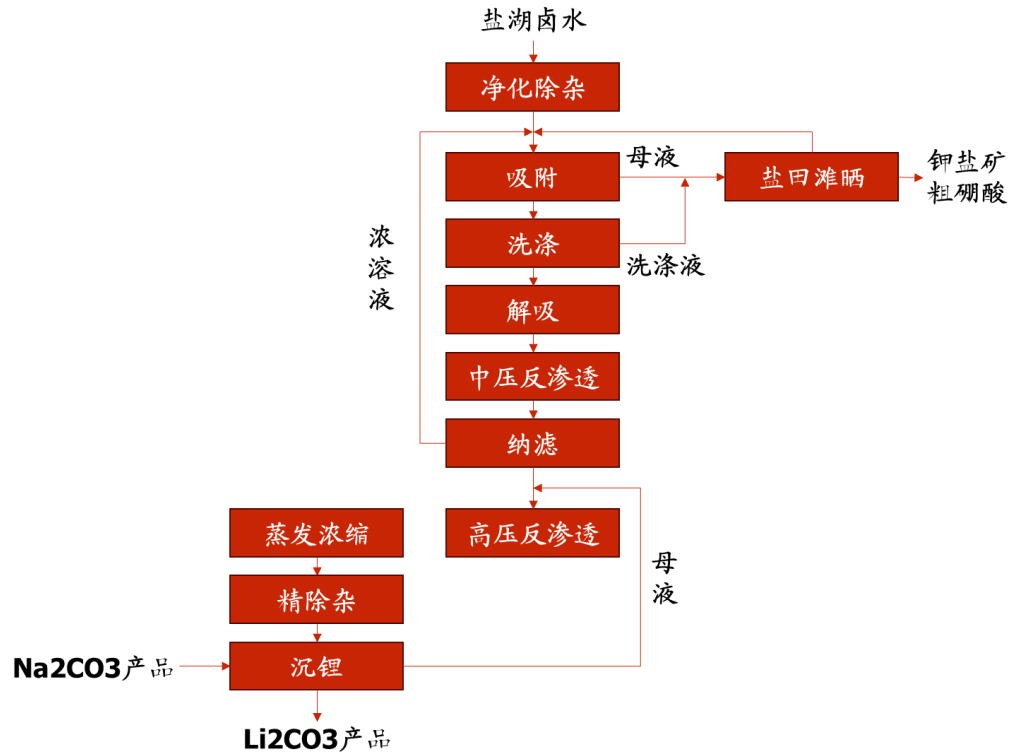 盐湖卤水
净化除杂
母液
吸附
盐田滩晒
钾盐矿
粗硼酸
浓
溶
液
洗涤
洗涤液
解吸
中压反渗透
纳滤
高压反渗透
蒸发浓缩
母
液
精除杂
Na2CO3产品
沉锂
Li2CO3产品